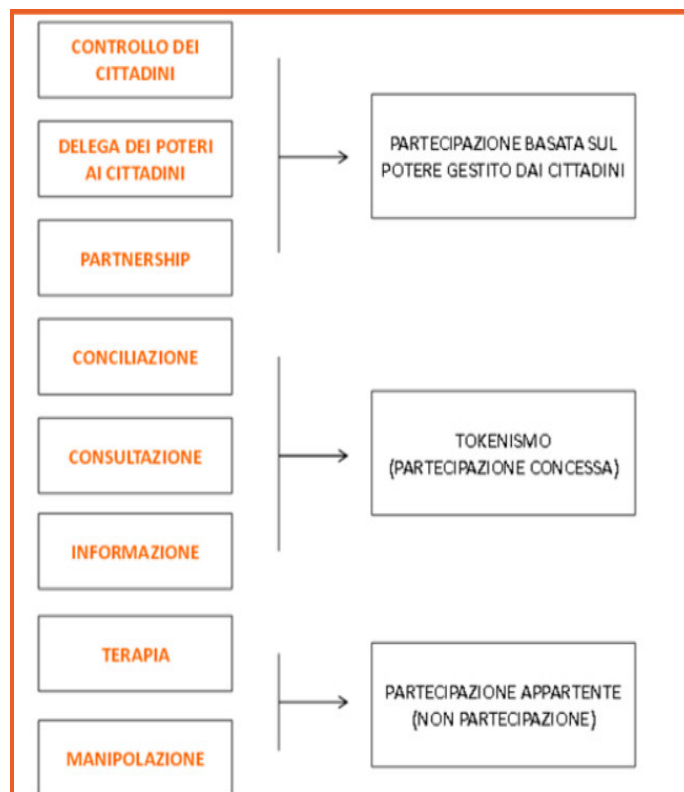 CONTROLLO DEI
CITTADINI
DELEGA DEI POTERI
AI CITTADINI
PARTNERSHIP
PARTECIPAZIONE BASATA SUL
POTERE GESTITO DAI CITTADINI
CONCILIAZIONE
CONSULTAZIONE
INFORMAZIONE
TOKENISMO
(PARTECIPAZIONE CONCESSA)
TERAPIA
MANIPOLAZIONE
PARTECIPAZIONE APPARTENTE
(NON PARTECIPAZIONE)